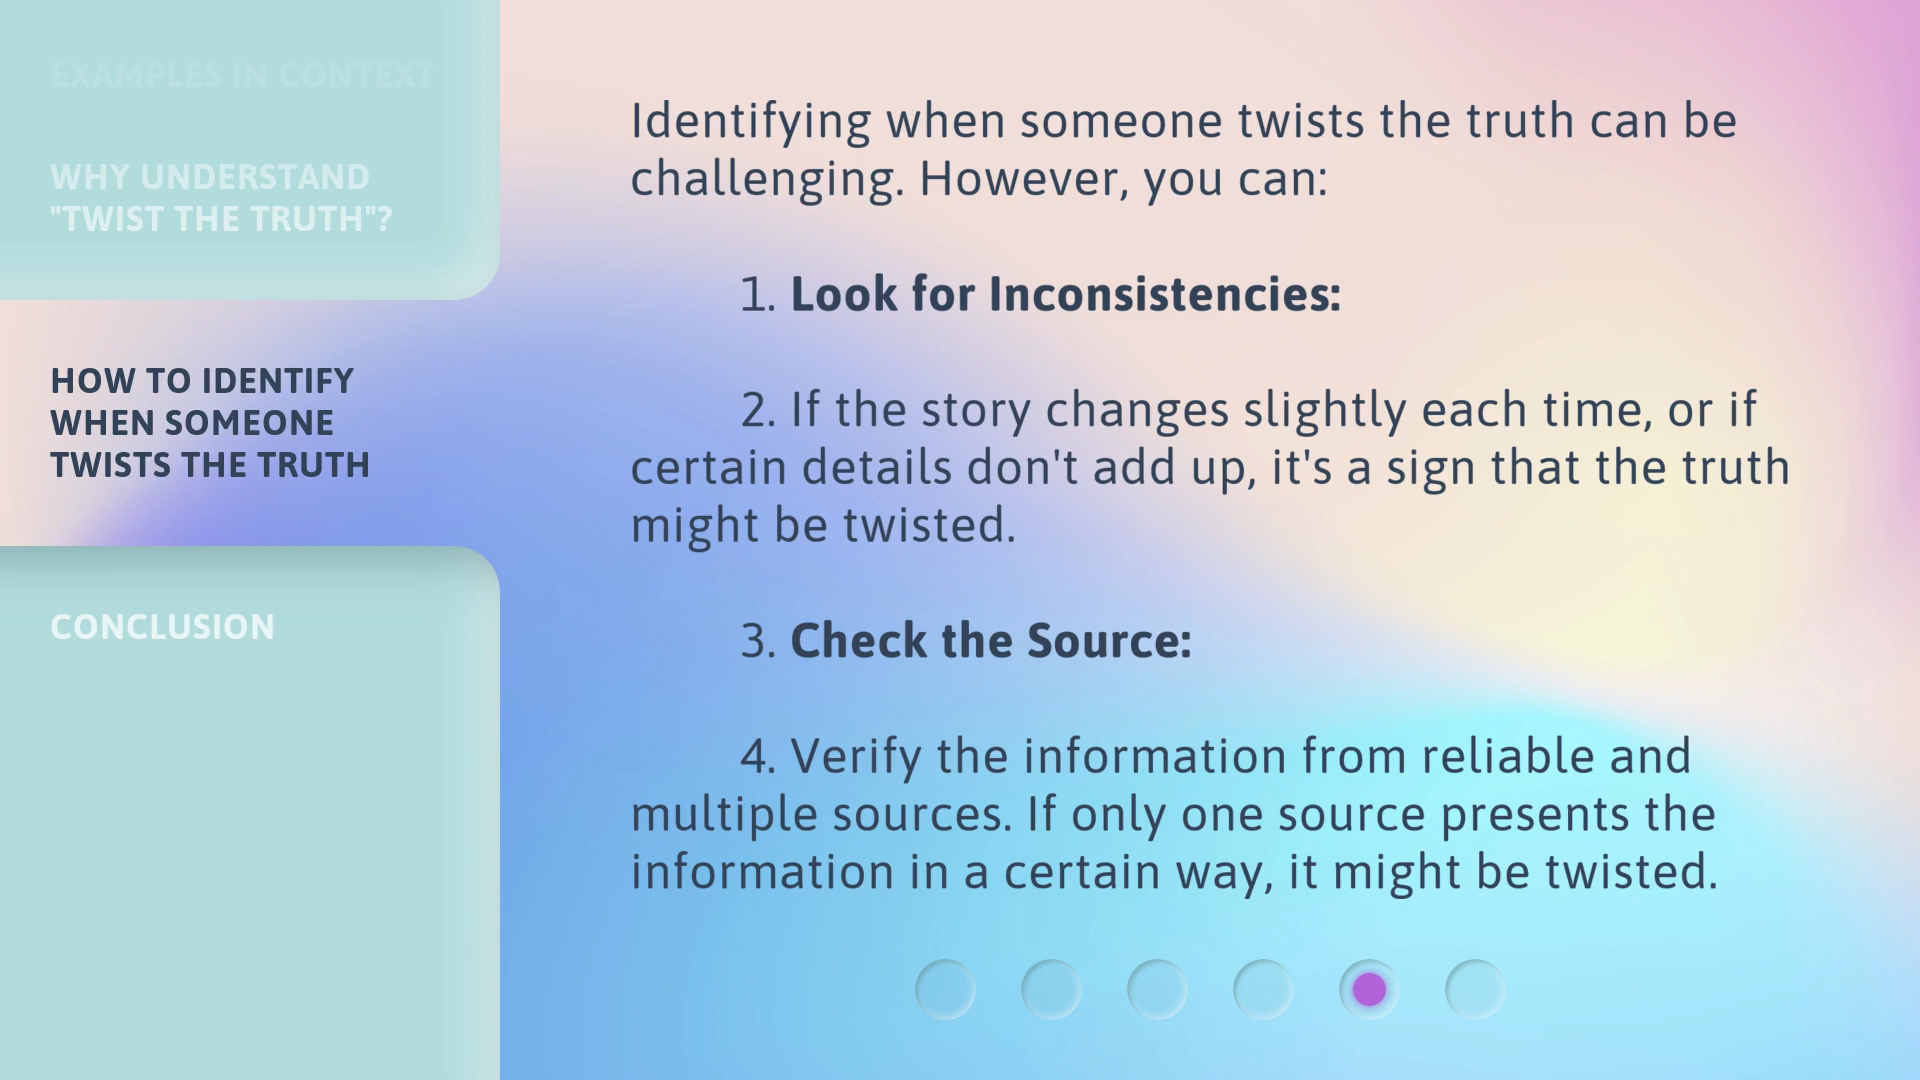 EXAMPLES IN CONTEXT
WHY UNDERSTAND
"TWIST THE TRUTH"?
HOW TO IDENTIFY
WHEN SOMEONE
TWISTS THE TRUTH
CONCLUSION
Identifying when someone twists the truth can be
challenging. However, you can:
1. Look for Inconsistencies:
2. If the story changes slightly each time, or if
certain details don't add up, it's a sign that the truth
might be twisted.
3. Check the Source:
4. Verify the information from reliable and
multiple sources. If only one source presents the
information in a certain way, it might be twisted.